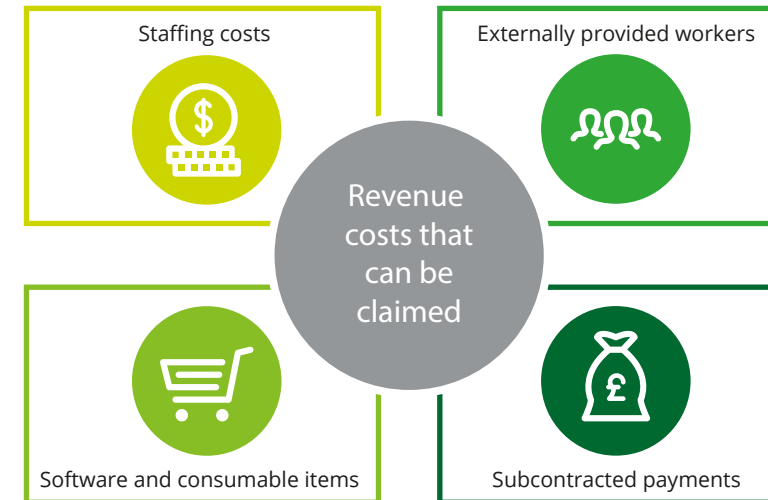 Staffing costs
Externally provided workers
$
Revenue
costs that
can be
claimed
£
Software and consumable items
Subcontracted payments